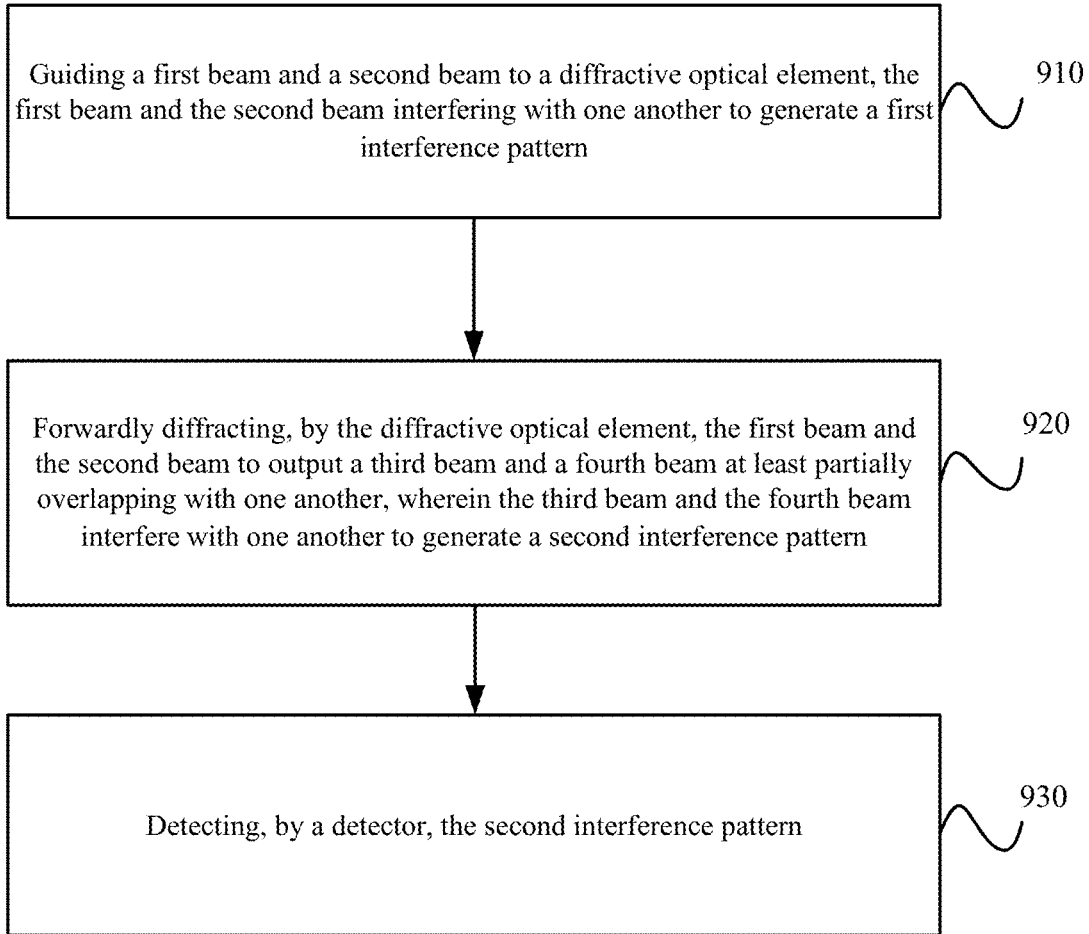 Guiding a first beam and a second beam to a diffractive optical element, the
first beam and the second beam interfering with one another to generate a first
interference pattern
910
Forwardly diffracting, by the diffractive optical element, the first beam and
the second beam to output a third beam and a fourth beam at least partially
overlapping with one another, wherein the third beam and the fourth beam
interfere with one another to generate a second interference pattern
920
Detecting, by a detector, the second interference pattern
930